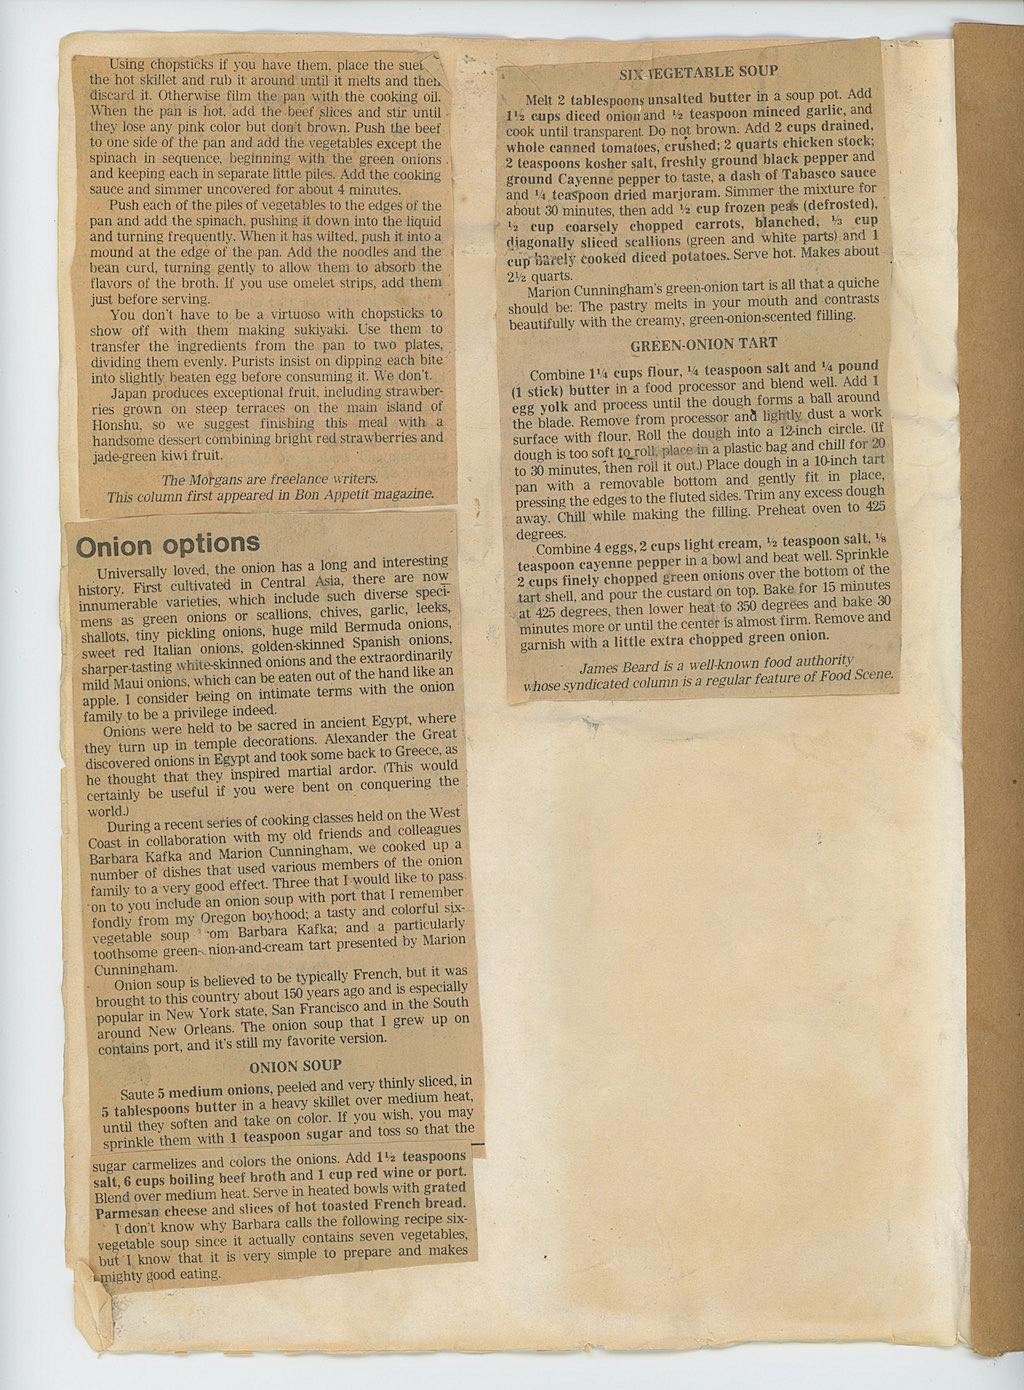 Using chopsticks if you have them, place the suet
the hot skillet and rub it around until it melts and then
discard it. Otherwise film the pan with the cooking oil.
When the pan is hot, add the beef slices and stir until
they lose any pink color but don't brown. Push the beef
to one side of the pan and add the vegetables except the
spinach in sequence, beginning with the green onions
and keeping each in separate little piles. Add the cooking
sauce and simmer uncovered for about 4 minutes.
Push each of the piles of vegetables to the edges of the
pan and add the spinach, pushing it down into the liquid
and turning frequently. When it has wilted, push it into a
mound at the edge of the pan. Add the noodles and the
bean curd, turning gently to allow them to absorb the
flavors of the broth. If you use omelet strips, add them
just before serving.
You don't have to be a virtuoso with chopsticks to
show off with them making sukiyaki. Use them to
transfer the ingredients from the pan to two plates,
dividing them evenly. Purists insist on dipping each bite
into slightly beaten egg before consuming it. We don't.
Japan produces exceptional fruit, including strawber-
ries grown on steep terraces on the main island of
Honshu, so we suggest finishing this meal with a
handsome dessert combining bright red strawberries and
jade-green kiwi fruit.
The Morgans are freelance writers.
This column first appeared in Bon Appetit magazine.
Onion options
Universally loved, the onion has a long and interesting
history. First cultivated in Central Asia, there are now
innumerable varieties, which include such diverse speci-
mens as green onions or scallions, chives, garlic, leeks,
shallots, tiny pickling onions, huge mild Bermuda onions,
sweet red Italian onions, golden-skinned Spanish onions,
sharper-tasting white-skinned onions and the extraordinarily
mild Maui onions, which can be eaten out of the hand like an
apple. I consider being on intimate terms with the onion
family to be a privilege indeed.
Onions were held to be sacred in ancient Egypt, where
they turn up in temple decorations. Alexander the Great
discovered onions in Egypt and took some back to Greece, as
he thought that they inspired martial ardor. (This would
certainly be useful if you were bent on conquering the
world.)
During a recent series of cooking classes held on the West
Coast in collaboration with my old friends and colleagues
Barbara Kafka and Marion Cunningham, we cooked up a
number of dishes that used various members of the onion
family to a very good effect. Three that I would like to pass
on to you include an onion soup with port that I remember
fondly from my Oregon boyhood; a tasty and colorful six-
vegetable soup om Barbara Kafka; and a particularly
toothsome green- nion-and-cream tart presented by Marion
Cunningham.
Onion soup is believed to be typically French, but it was
brought to this country about 150 years ago and is especially
popular in New York state, San Francisco and in the South
around New Orleans. The onion soup that I grew up on
contains port, and it's still my favorite version.
ONION SOUP
Saute 5 medium onions, peeled and very thinly sliced, in
5 tablespoons butter in a heavy skillet over medium heat,
until they soften and take on color. If you wish, you may
sprinkle them with 1 teaspoon sugar and toss so that the
sugar carmelizes and colors the onions. Add 1½ teaspoons
salt, 6 cups boiling beef broth and 1 cup red wine or port.
Blend over medium heat. Serve in heated bowls with grated
Parmesan cheese and slices of hot toasted French bread.
I don't know why Barbara calls the following recipe six-
vegetable soup since it actually contains seven vegetables,
but I know that it is very simple to prepare and makes
mighty good eating.
SIX-VEGETABLE SOUP
Melt 2 tablespoons unsalted butter in a soup pot. Add
1½ cups diced onion and ½ teaspoon minced garlic, and
cook until transparent. Do not brown. Add 2 cups drained,
whole canned tomatoes, crushed; 2 quarts chicken stock;
2 teaspoons kosher salt, freshly ground black pepper and
ground Cayenne pepper to taste, a dash of Tabasco sauce
and ¼ teaspoon dried marjoram. Simmer the mixture for
about 30 minutes, then add ½ cup frozen peas (defrosted),
½ cup coarsely chopped carrots, blanched, ⅓ cup
diagonally sliced scallions (green and white parts) and 1
cup barely cooked diced potatoes. Serve hot. Makes about
2½ quarts.
Marion Cunningham's green-onion tart is all that a quiche
should be: The pastry melts in your mouth and contrasts
beautifully with the creamy, green-onion-scented filling.
GREEN-ONION TART
Combine 1¼ cups flour, ¼ teaspoon salt and ¼ pound
(1 stick) butter in a food processor and blend well. Add 1
egg yolk and process until the dough forms a ball around
the blade. Remove from processor and lightly dust a work
surface with flour. Roll the dough into a 12-inch circle. (If
dough is too soft to roll, place in a plastic bag and chill for 20
to 30 minutes, then roll it out.) Place dough in a 10-inch tart
pan with a removable bottom and gently fit in place,
pressing the edges to the fluted sides. Trim any excess dough
away. Chill while making the filling. Preheat oven to 425
degrees.
Combine 4 eggs, 2 cups light cream, ½ teaspoon salt, ⅛
teaspoon cayenne pepper in a bowl and beat well. Sprinkle
2 cups finely chopped green onions over the bottom of the
tart shell, and pour the custard on top. Bake for 15 minutes
at 425 degrees, then lower heat to 350 degrees and bake 30
minutes more or until the center is almost firm. Remove and
garnish with a little extra chopped green onion.
James Beard is a well-known food authority
whose syndicated column is a regular feature of Food Scene.